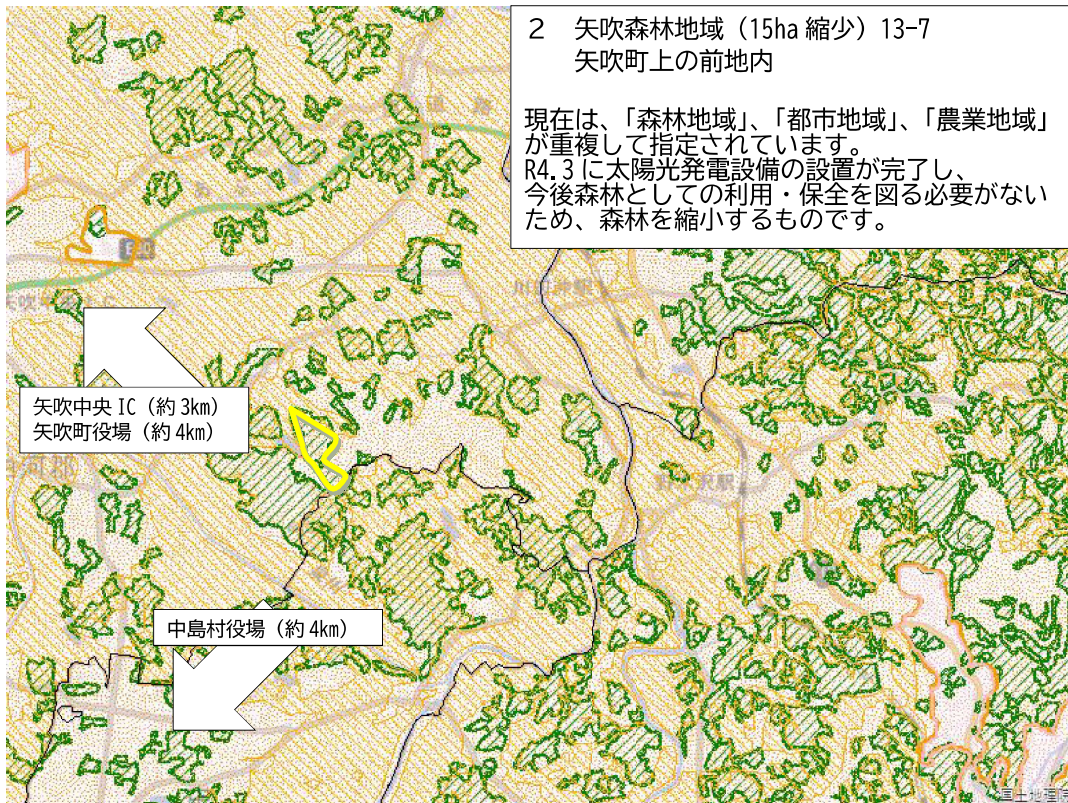 2 矢吹森林地域（15ha 縮少）13-7
矢吹町上の前地内
現在は、「森林地域」、「都市地域」、「農業地域」
が重複して指定されています。
R4.3 に太陽光発電設備の設置が完了し、
今後森林としての利用・保全を図る必要がない
ため、森林を縮小するものです。
矢吹中央 IC（約 3km）
矢吹町役場（約 4km）
中島村役場（約 4km）